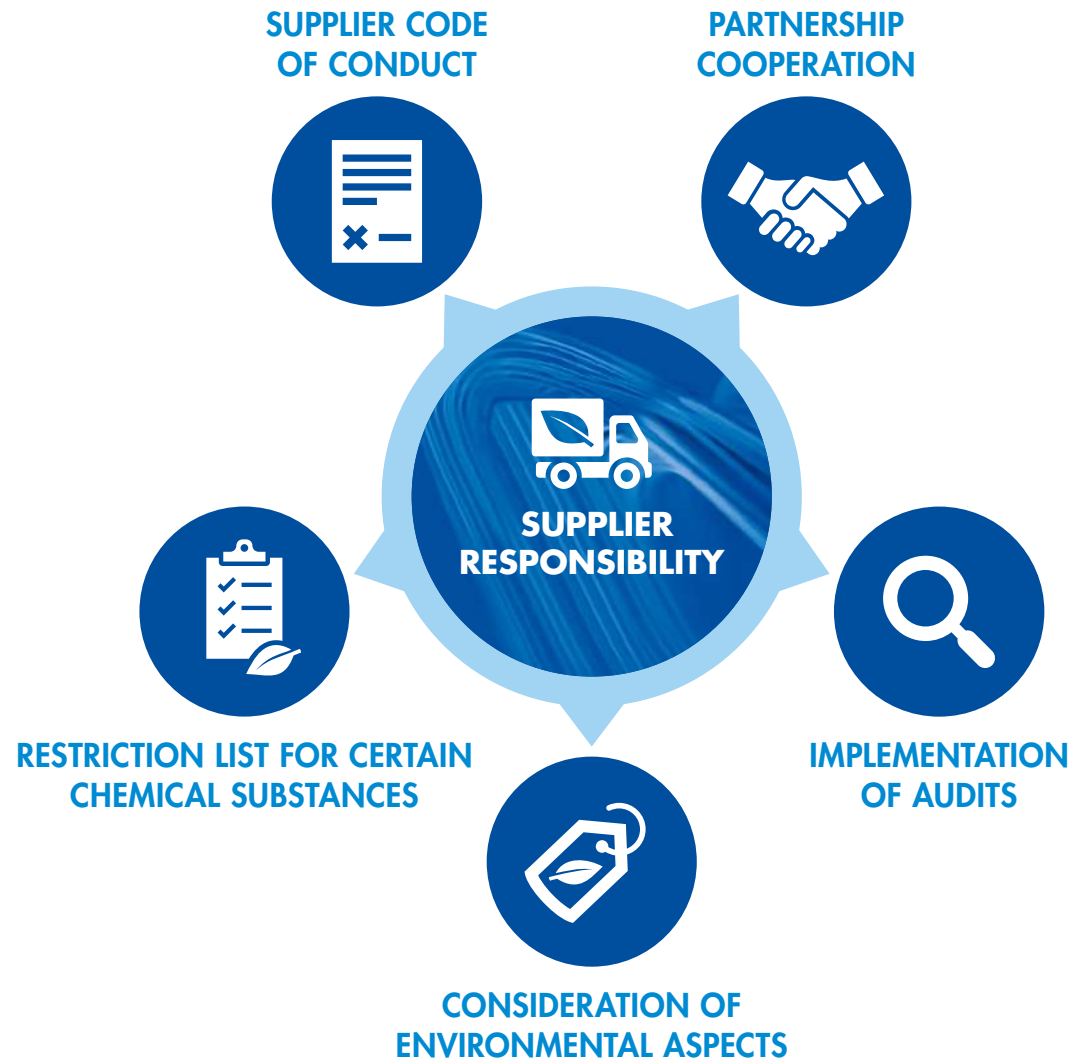 SUPPLIER CODE
OF CONDUCT
PARTNERSHIP
COOPERATION
SUPPLIER
RESPONSIBILITY
RESTRICTION LIST FOR CERTAIN
CHEMICAL SUBSTANCES
IMPLEMENTATION
OF AUDITS
CONSIDERATION OF
ENVIRONMENTAL ASPECTS